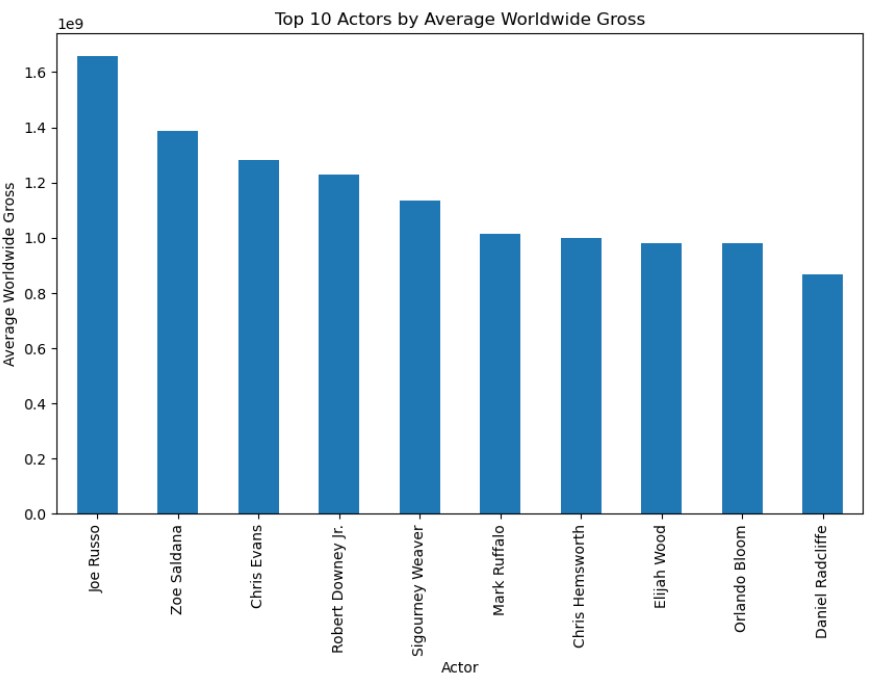 Top 10 Actors by Average Worldwide Gross
1e9
Average Worldwide Gross
1.6
1.4
1.2
1.0
0.8
0.6
0.4
0.2
0.0
Joe Russo
Zoe Saldana
Chris Evans
Robert Downey Jr.
Sigourney Weaver
Mark Ruffalo
Chris Hemsworth
Elijah Wood
Orlando Bloom
Daniel Radcliffe
Actor